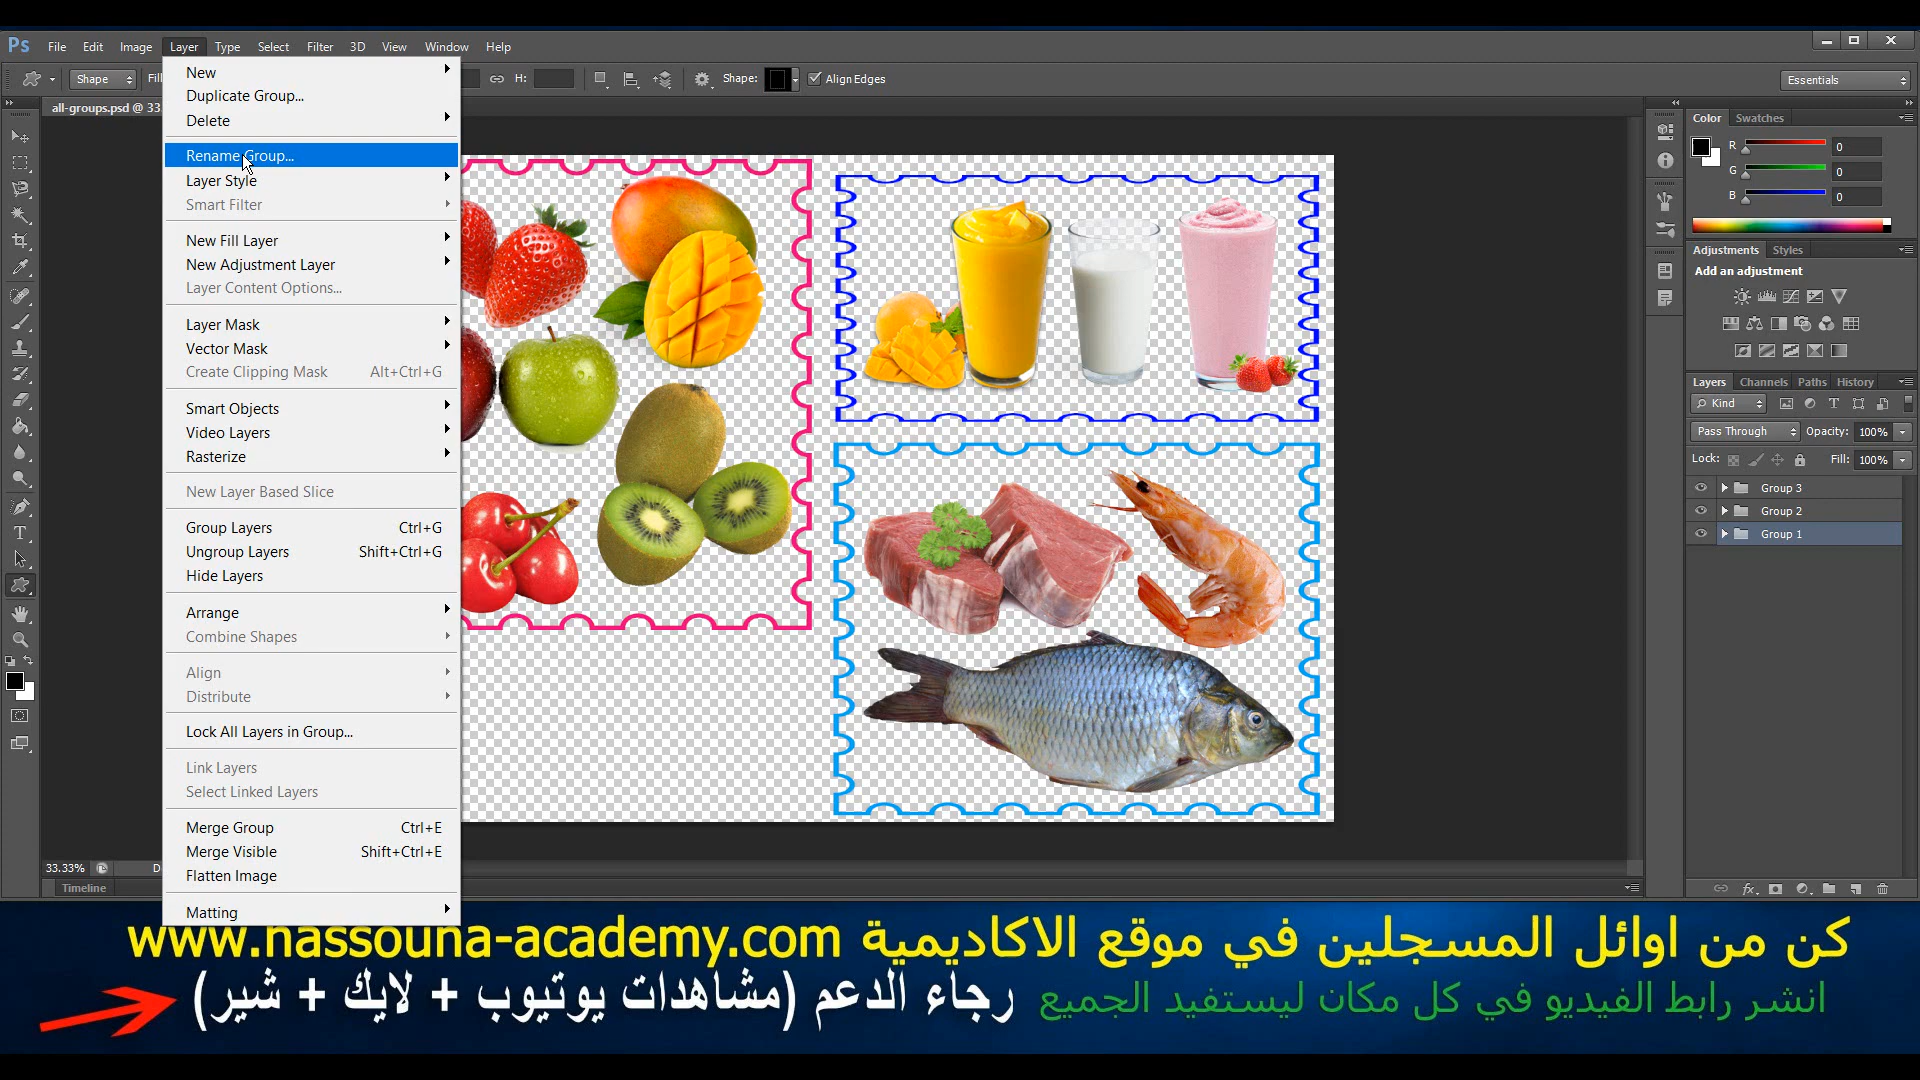 Ps File Edit Image Layer Type Select Filter 3D View Window Help
Shape Fill H: Shape: Align Edges Essentials
all-groups.psd @ 33
New
Duplicate Group...
Delete
Rename Group...
Layer Style
Smart Filter
New Fill Layer
New Adjustment Layer
Layer Content Options...
Layer Mask
Vector Mask
Create Clipping Mask Alt+Ctrl+G
Smart Objects
Video Layers
Rasterize
New Layer Based Slice
Group Layers Ctrl+G
Ungroup Layers Shift+Ctrl+G
Hide Layers
Arrange
Combine Shapes
Align
Distribute
Lock All Layers in Group...
Link Layers
Select Linked Layers
Merge Group Ctrl+E
Merge Visible Shift+Ctrl+E
Flatten Image
Matting
Color Swatches
R 0
G 0
B 0
Adjustments Styles
Add an adjustment
Layers Channels Paths History
Kind
Pass Through Opacity: 100%
Lock: Fill: 100%
Group 3
Group 2
Group 1
33.33% D
Timeline
كن من اوائل المسجلين في موقع الاكاديمية www.hassouna-academy.com
انشر رابط الفيديو في كل مكان ليستفيد الجميع
رجاء الدعم (مشاهدات يوتيوب + لايك + شير)